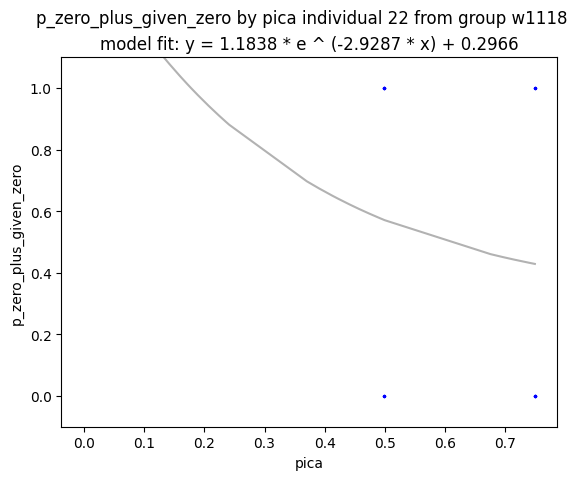 p_zero_plus_given_zero by pica individual 22 from group w1118
model fit: y = 1.1838 * e ^ (-2.9287 * x) + 0.2966
1.0
0.8
0.6
0.4
0.2
0.0
p_zero_plus_given_zero
0.0 0.1 0.2 0.3 0.4 0.5 0.6 0.7
pica